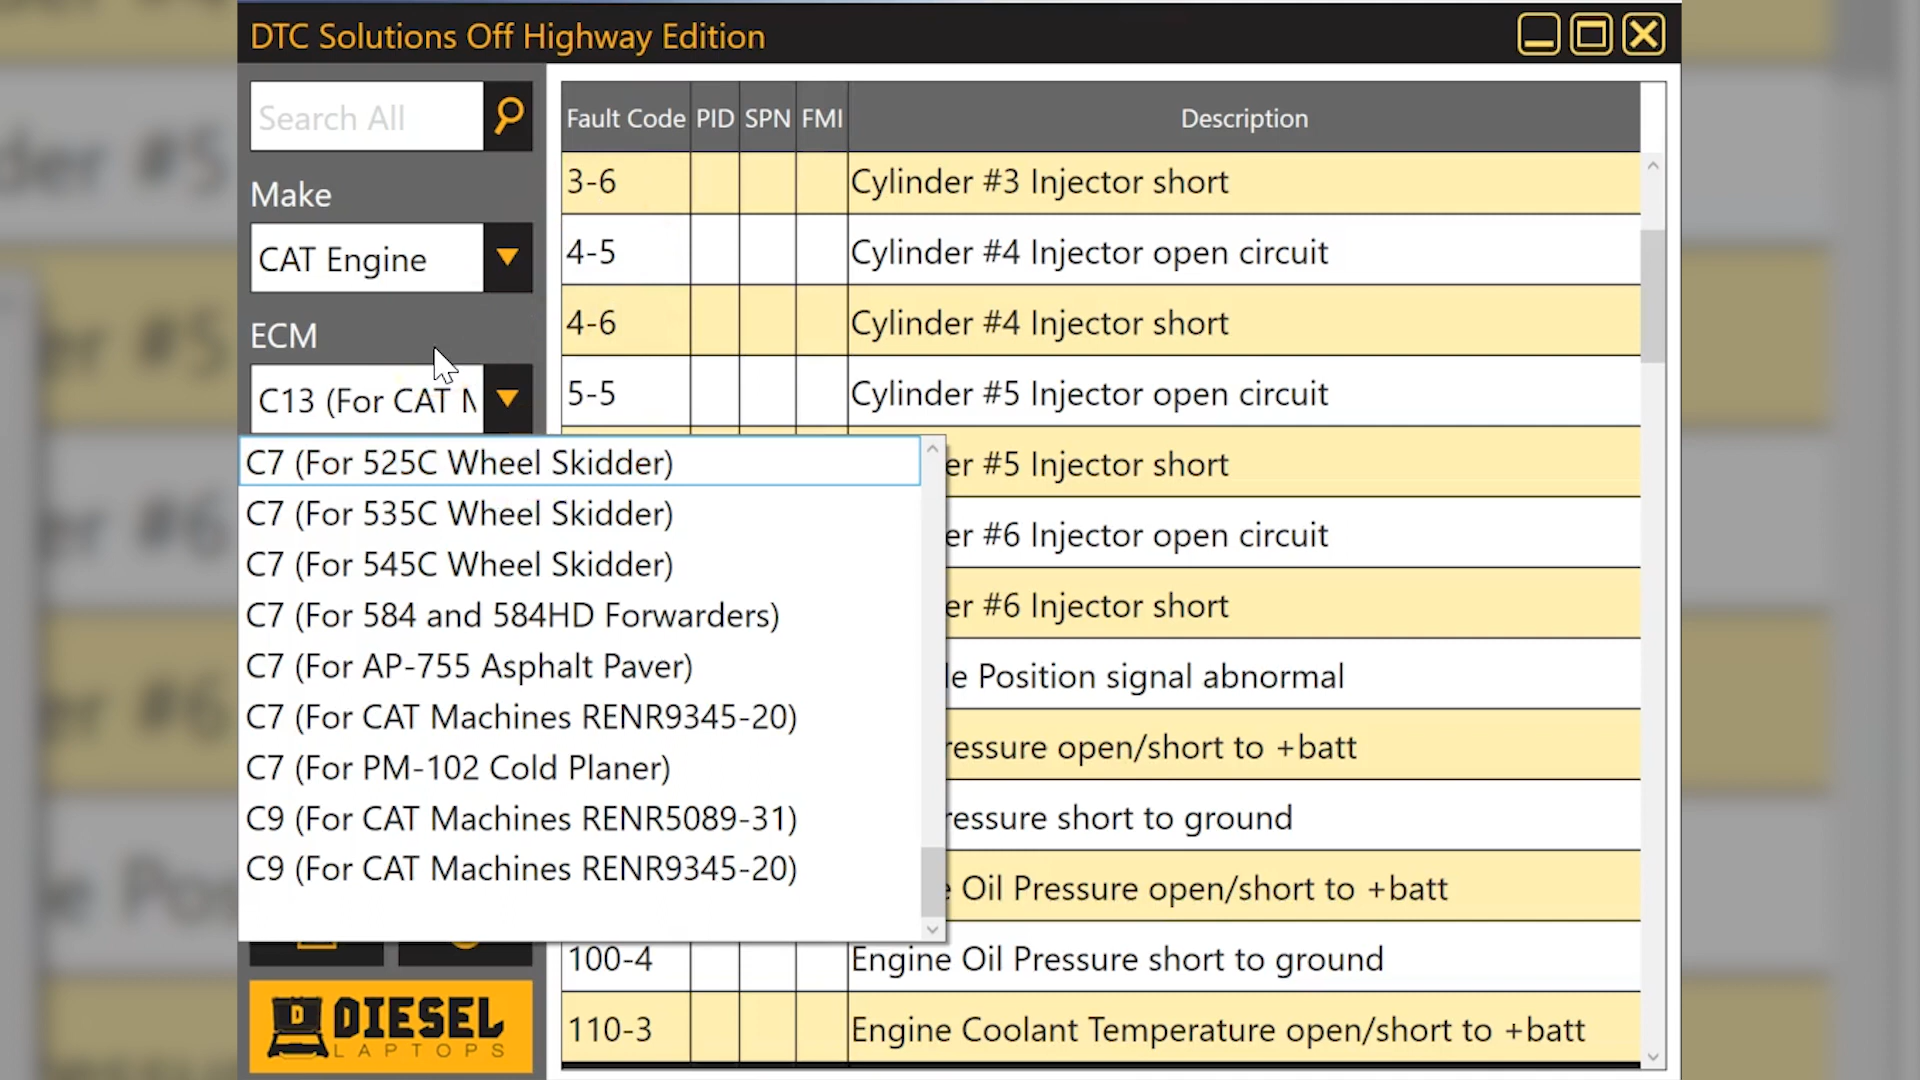 DTC Solutions Off Highway Edition
Search All
Make
CAT Engine
ECM
C13 (For CAT M
C7 (For 525C Wheel Skidder)
C7 (For 535C Wheel Skidder)
C7 (For 545C Wheel Skidder)
C7 (For 584 and 584HD Forwarders)
C7 (For AP-755 Asphalt Paver)
C7 (For CAT Machines RENR9345-20)
C7 (For PM-102 Cold Planer)
C9 (For CAT Machines RENR5089-31)
C9 (For CAT Machines RENR9345-20)
D
DIESEL
LAPTOPS
Fault Code PID SPN FMI Description
3-6 Cylinder #3 Injector short
4-5 Cylinder #4 Injector open circuit
4-6 Cylinder #4 Injector short
5-5 Cylinder #5 Injector open circuit
er #5 Injector short
er #6 Injector open circuit
er #6 Injector short
le Position signal abnormal
ressure open/short to +batt
ressure short to ground
Oil Pressure open/short to +batt
100-4 Engine Oil Pressure short to ground
110-3 Engine Coolant Temperature open/short to +batt